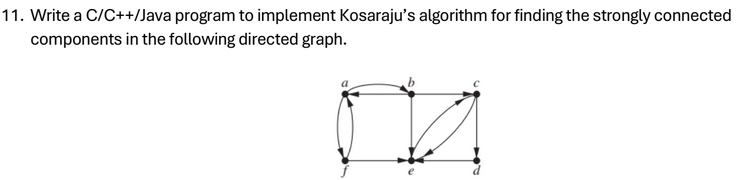 11. Write a C/C++/Java program to implement Kosaraju’s algorithm for finding the strongly connected
components in the following directed graph.
a b c
f e d